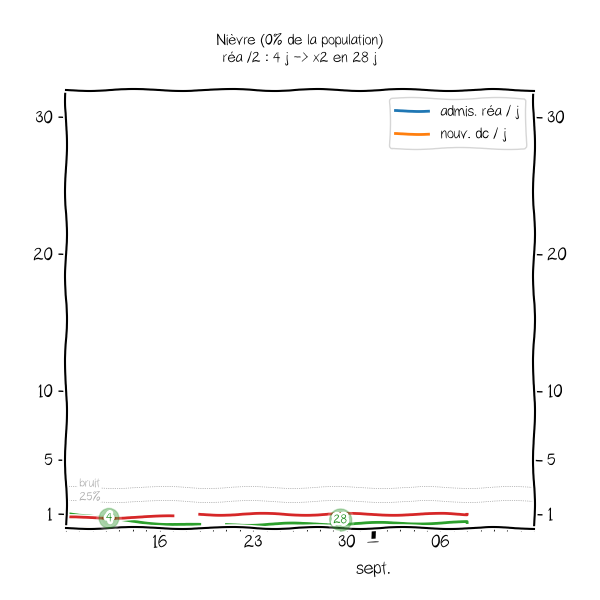 Nièvre (0% de la population)
réa /2 : 4 j -> x2 en 28 j
admis. réa / j
nouv. dc / j
30
30
20
20
10
10
5
5
bruit
25%
1
1
4
28
16
23
30
06
sept.